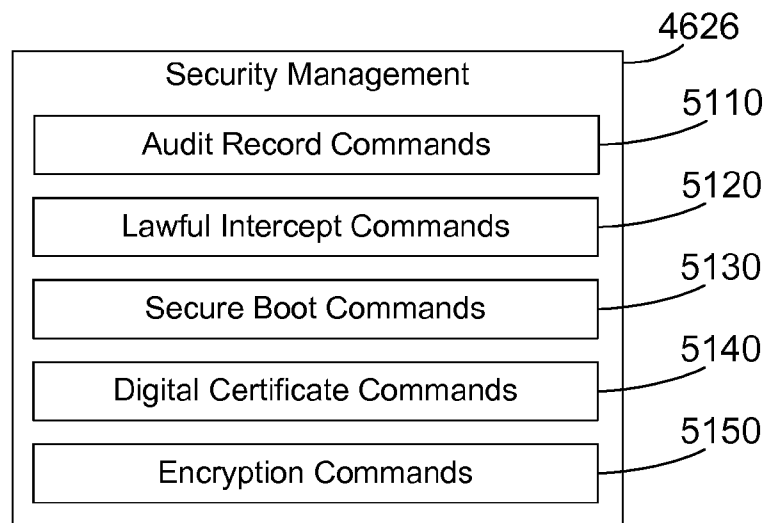 4626
Security Management
5110
Audit Record Commands
5120
Lawful Intercept Commands
5130
Secure Boot Commands
5140
Digital Certificate Commands
5150
Encryption Commands